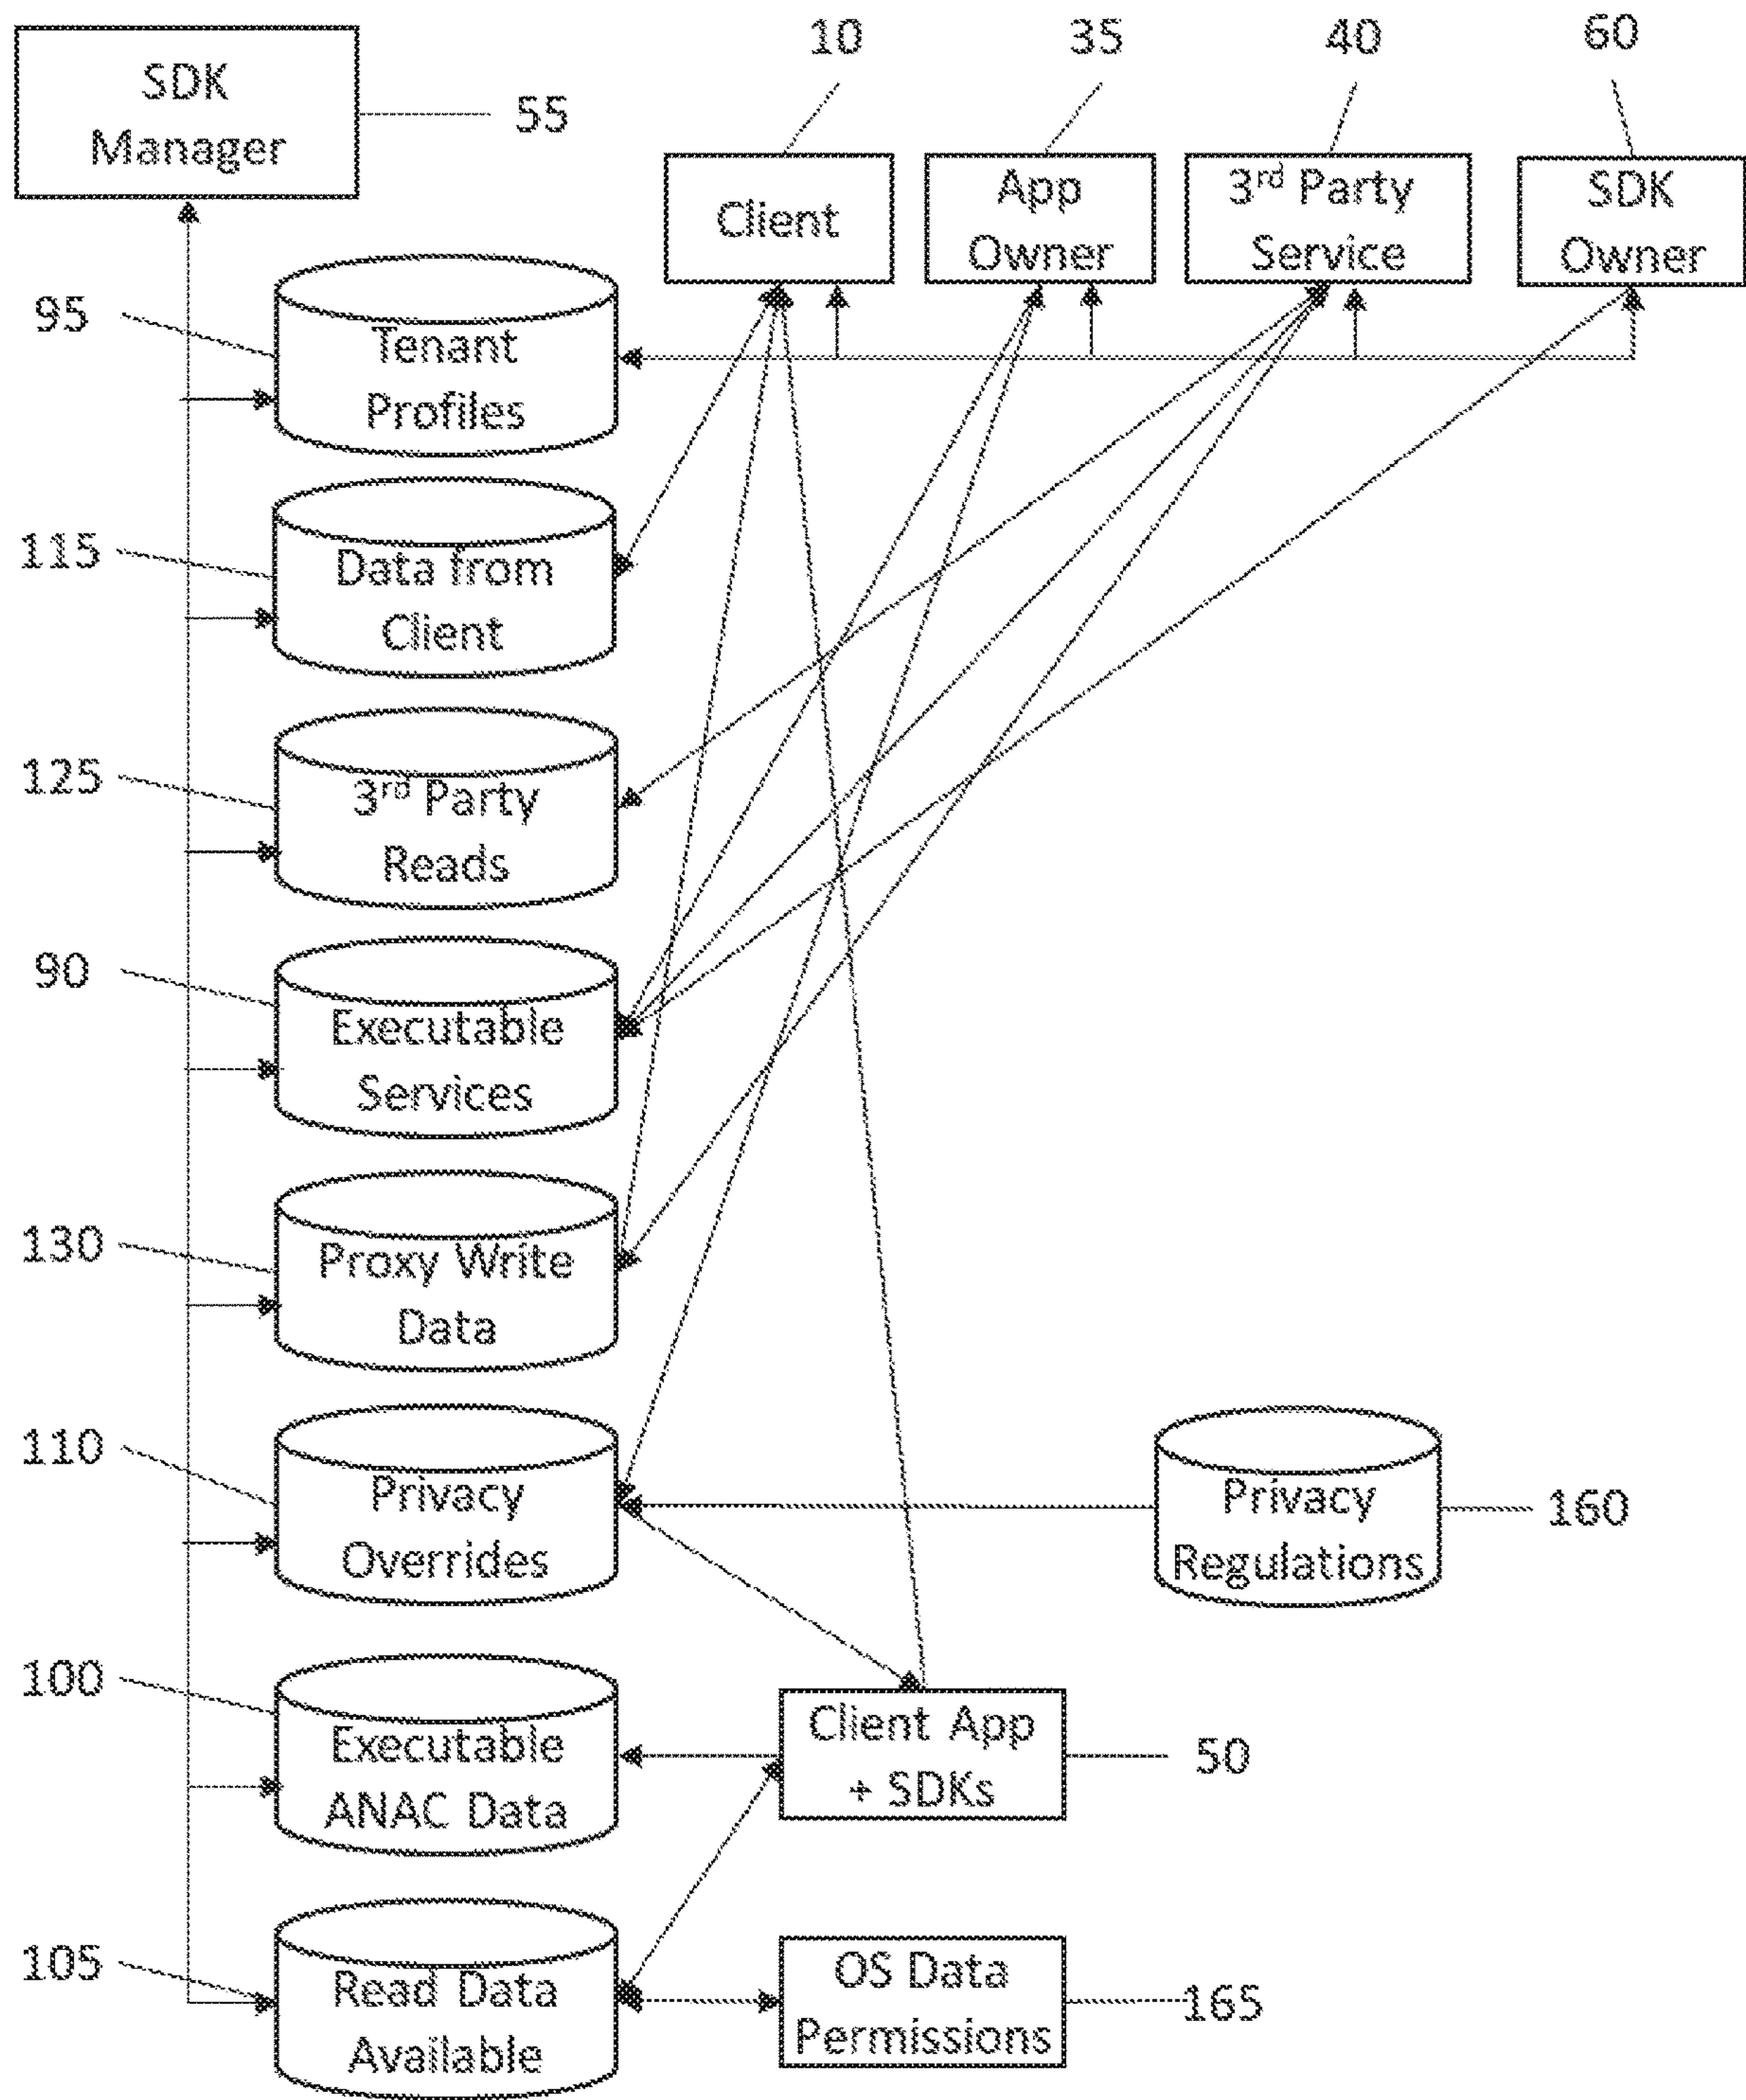 10
35
40
60
SDK
Manager
55
Client
App
Owner
3rd Party
Service
SDK
Owner
95
Tenant
Profiles
115
Data from
Client
125
3rd Party
Reads
90
Executable
Services
130
Proxy Write
Data
110
Privacy
Overrides
Privacy
Regulations
160
100
Executable
ANAC Data
Client App
+ SDKs
50
105
Read Data
Available
OS Data
Permissions
165